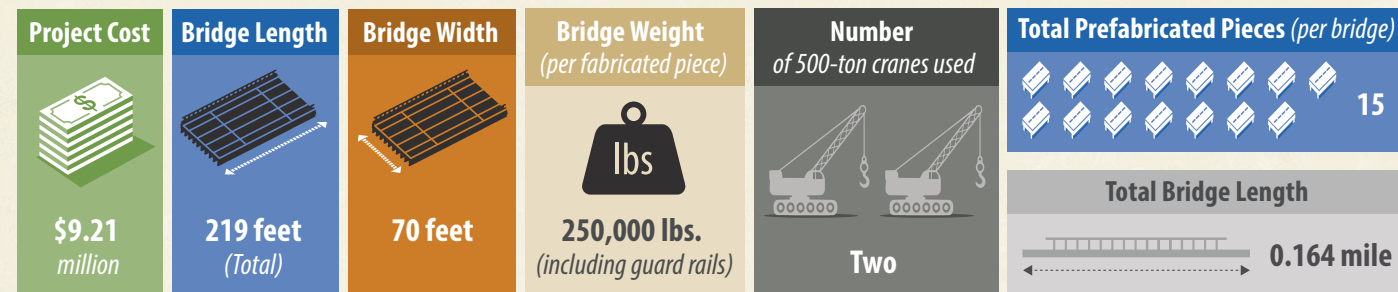 Project Cost
$
$9.21
million
Bridge Length
219 feet
(Total)
Bridge Width
70 feet
Bridge Weight
(per fabricated piece)
lbs
250,000 lbs.
(including guard rails)
Number
of 500-ton cranes used
Two
Total Prefabricated Pieces (per bridge)
15
Total Bridge Length
0.164 mile